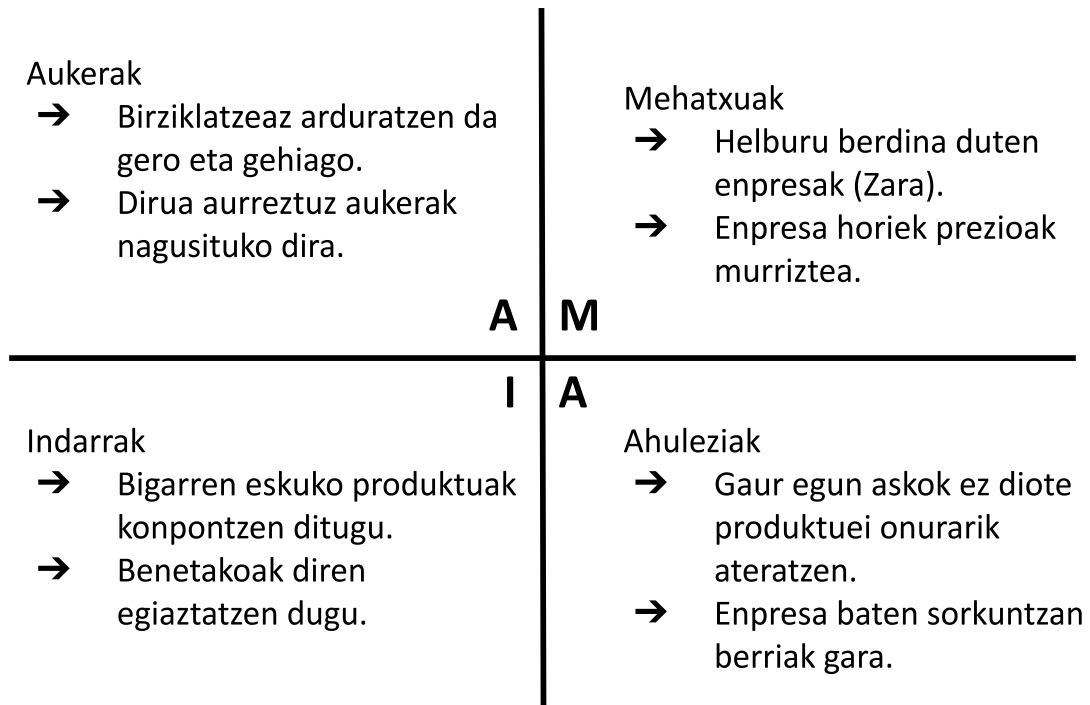 Aukerak
➔ Birziklatzeaz arduratzen da
gero eta gehiago.
➔ Dirua aurreztuz aukerak
nagusituko dira.
A
Mehatxuak
➔ Helburu berdina duten
enpresak (Zara).
➔ Enpresa horiek prezioak
murriztea.
M
I
Indarrak
➔ Bigarren eskuko produktuak
konpontzen ditugu.
➔ Benetakoak diren
egiaztatzen dugu.
A
Ahuleziak
➔ Gaur egun askok ez diote
produktuei onurarik
ateratzen.
➔ Enpresa baten sorkuntzan
berriak gara.